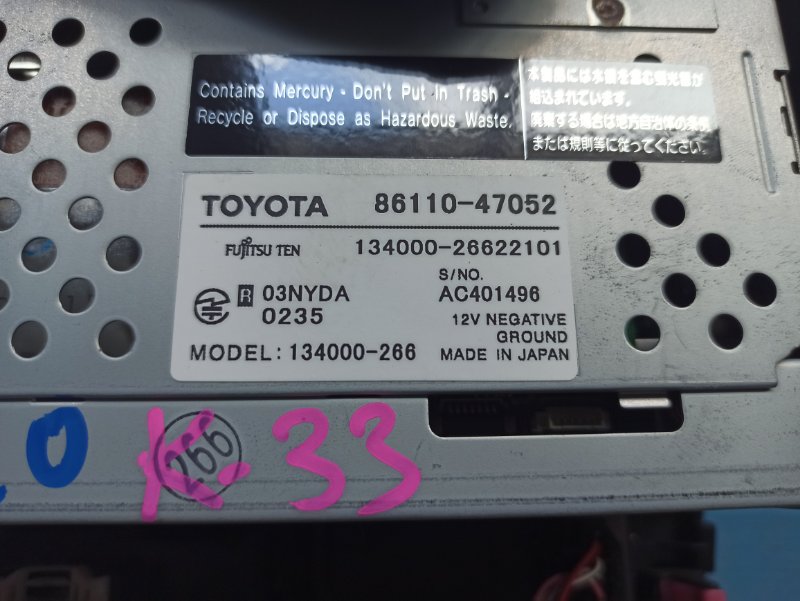 Contains Mercury - Don't Put In Trash -
Recycle or Dispose as Hazardous Waste.
本製品には水銀を含む蛍光管が
組込まれています。
廃棄する場合は地方自治体の条例
または規則等に従ってください。
TOYOTA 86110-47052
FUJITSU TEN 134000-26622101
S/NO.
R 03NYDA AC401496
0235 12V NEGATIVE
GROUND
MODEL: 134000-266 MADE IN JAPAN
0 K- 33
266